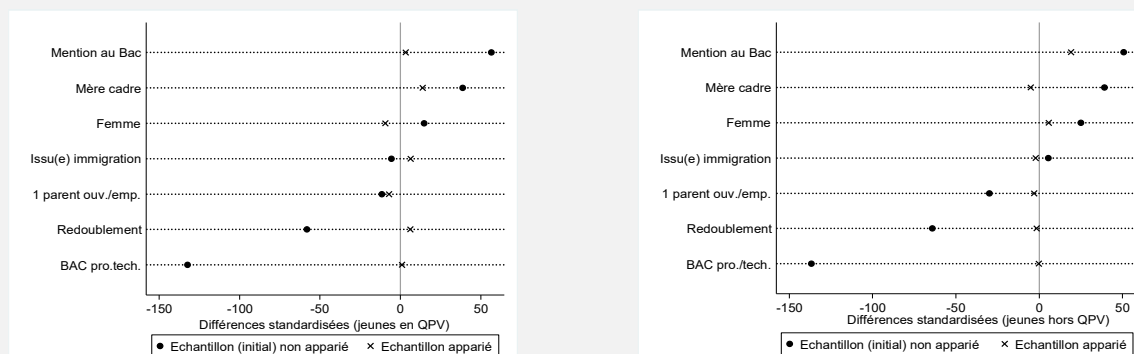 Mention au Bac
Mère cadre
Femme
Issu(e) immigration
1 parent ouv./emp.
Redoublement
BAC pro.tech.
-150 -100 -50 0 50
Différences standardisées (jeunes en QPV)
Echantillon (initial) non apparié Echantillon apparié
Mention au Bac
Mère cadre
Femme
Issu(e) immigration
1 parent ouv./emp.
Redoublement
BAC pro./tech.
-150 -100 -50 0 50
Différences standardisées (jeunes hors QPV)
Echantillon (initial) non apparié Echantillon apparié